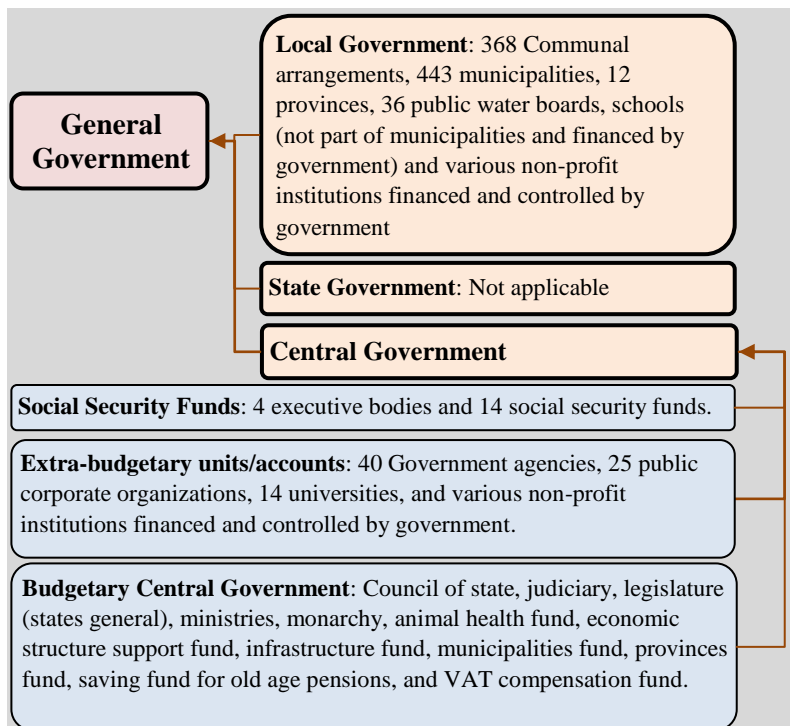 General
Government
Local Government: 368 Communal
arrangements, 443 municipalities, 12
provinces, 36 public water boards, schools
(not part of municipalities and financed by
government) and various non-profit
institutions financed and controlled by
government
State Government: Not applicable
Central Government
Social Security Funds: 4 executive bodies and 14 social security funds.
Extra-budgetary units/accounts: 40 Government agencies, 25 public
corporate organizations, 14 universities, and various non-profit
institutions financed and controlled by government.
Budgetary Central Government: Council of state, judiciary, legislature
(states general), ministries, monarchy, animal health fund, economic
structure support fund, infrastructure fund, municipalities fund, provinces
fund, saving fund for old age pensions, and VAT compensation fund.